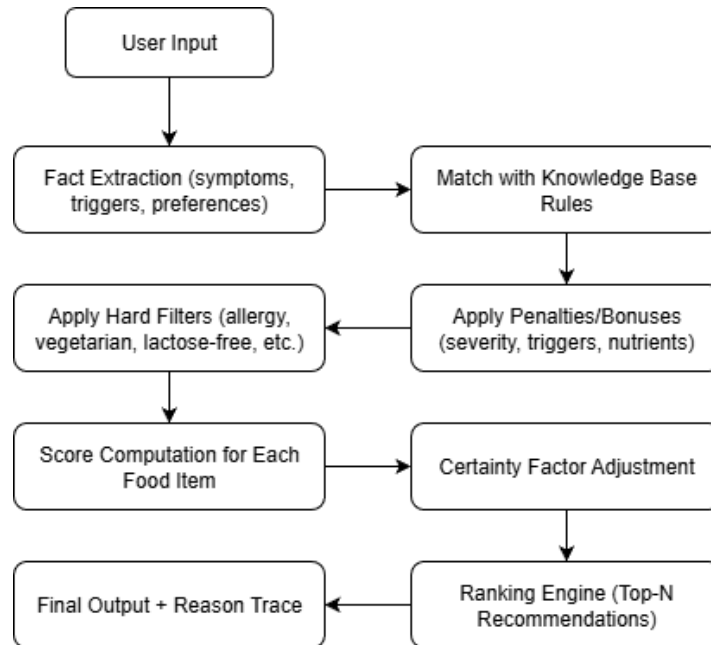 User Input
Fact Extraction (symptoms,
triggers, preferences)
Match with Knowledge Base
Rules
Apply Penalties/Bonuses
(severity, triggers, nutrients)
Apply Hard Filters (allergy,
vegetarian, lactose-free, etc.)
Score Computation for Each
Food Item
Certainty Factor Adjustment
Ranking Engine (Top-N
Recommendations)
Final Output + Reason Trace